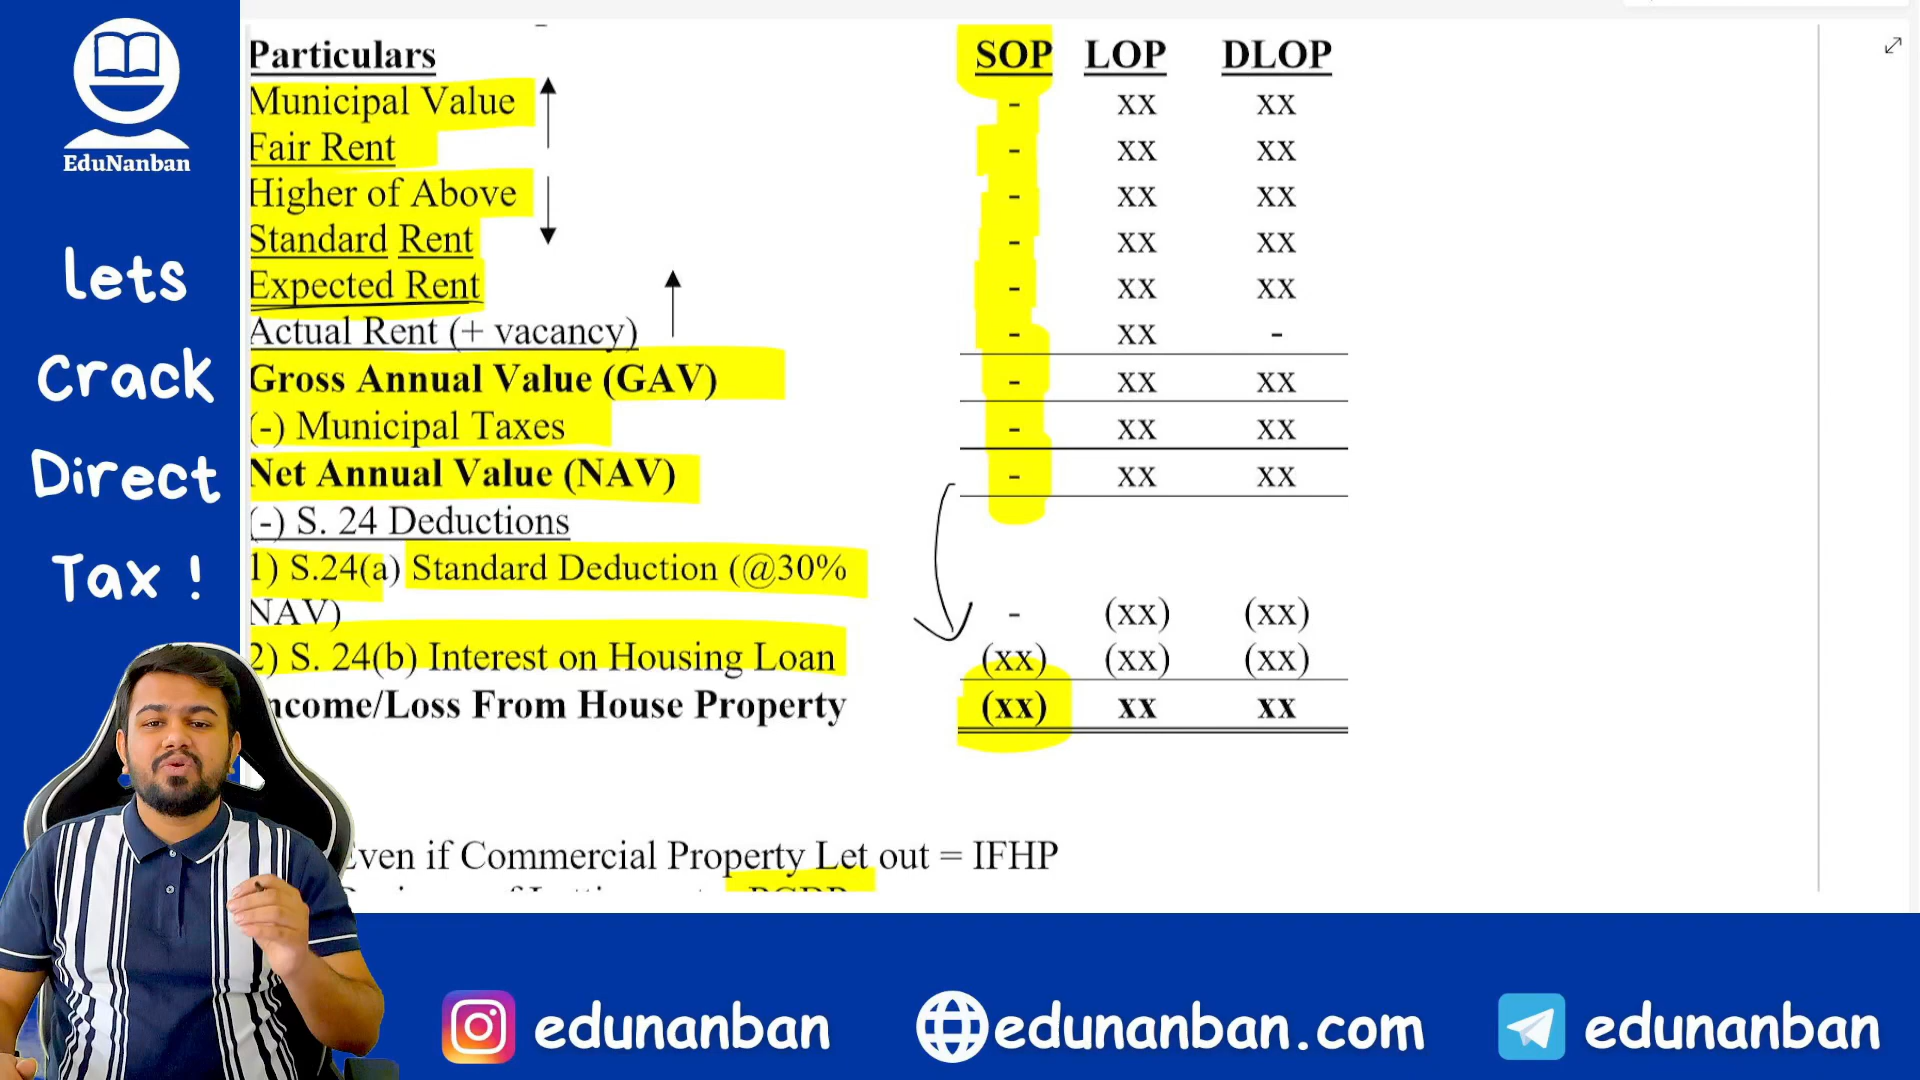 EduNanban
Lets
Crack
Direct
Tax !
Particulars SOP LOP DLOP
Municipal Value - xx xx
Fair Rent - xx xx
Higher of Above - xx xx
Standard Rent - xx xx
Expected Rent - xx xx
Actual Rent (+ vacancy) - xx -
Gross Annual Value (GAV) - xx xx
(-) Municipal Taxes - xx xx
Net Annual Value (NAV) - xx xx
(-) S. 24 Deductions
1) S.24(a) Standard Deduction (@30%
NAV) - (xx) (xx)
2) S. 24(b) Interest on Housing Loan (xx) (xx) (xx)
Income/Loss From House Property (xx) xx xx
Even if Commercial Property Let out = IFHP
edunanban edunanban.com edunanban